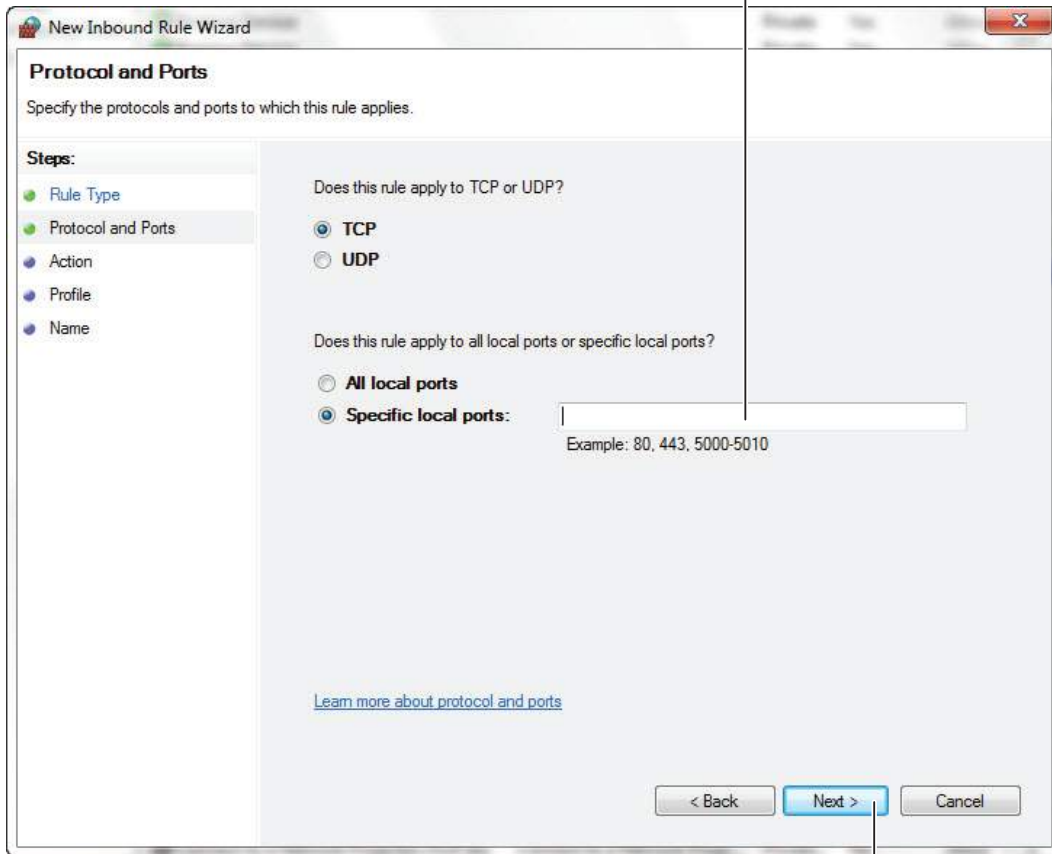 New Inbound Rule Wizard
Protocol and Ports
Specify the protocols and ports to which this rule applies.
Steps:
Rule Type
Protocol and Ports
Action
Profile
Name
Does this rule apply to TCP or UDP?
TCP
UDP
Does this rule apply to all local ports or specific local ports?
All local ports
Specific local ports:
Example: 80, 443, 5000-5010
Learn more about protocol and ports
< Back Next > Cancel